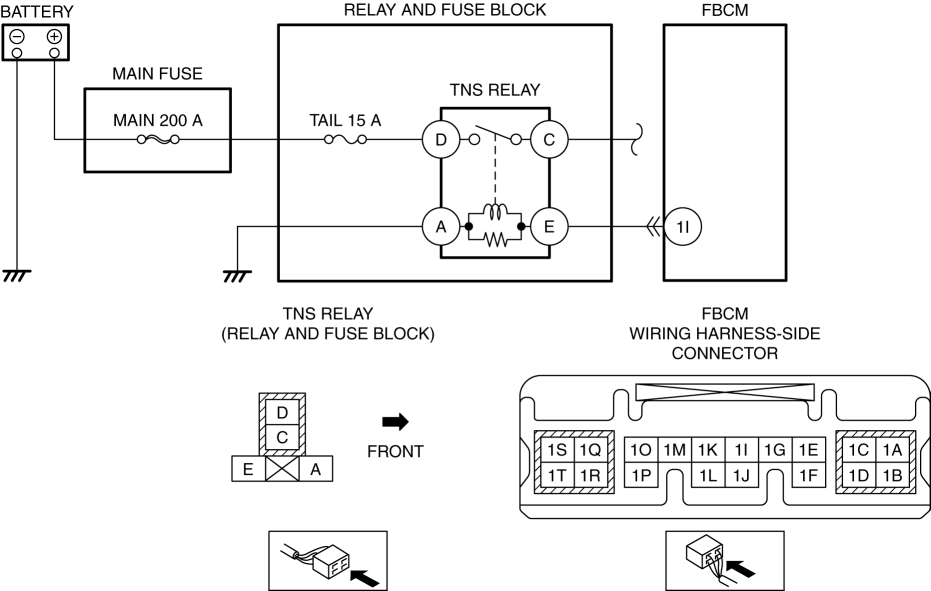 BATTERY
RELAY AND FUSE BLOCK
FBCM
− +
MAIN FUSE
MAIN 200 A
TAIL 15 A
TNS RELAY
D
C
A
E
1I
TNS RELAY
(RELAY AND FUSE BLOCK)
D
C
E
A
FRONT
FBCM
WIRING HARNESS-SIDE
CONNECTOR
1S 1Q 1O 1M 1K 1I 1G 1E 1C 1A
1T 1R 1P 1L 1J 1F 1D 1B